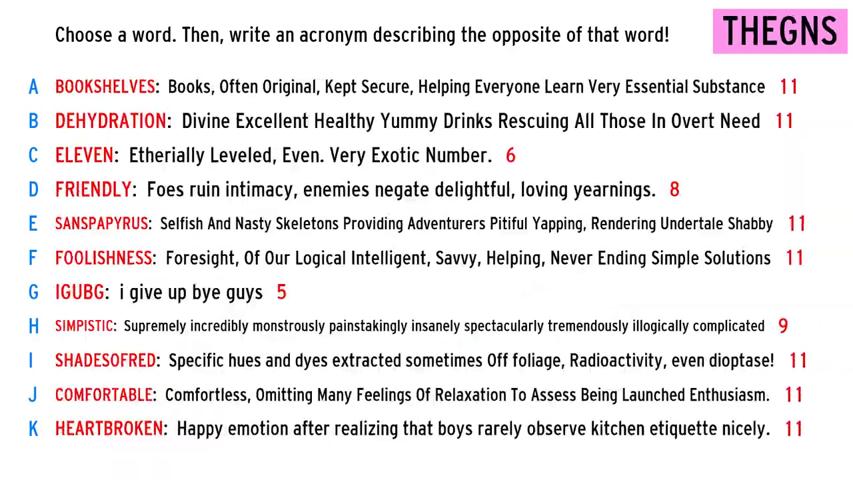 Choose a word. Then, write an acronym describing the opposite of that word!
THEGNS
A BOOKSHELVES: Books, Often Original, Kept Secure, Helping Everyone Learn Very Essential Substance 11
B DEHYDRATION: Divine Excellent Healthy Yummy Drinks Rescuing All Those In Overt Need 11
C ELEVEN: Etherially Leveled, Even. Very Exotic Number. 6
D FRIENDLY: Foes ruin intimacy, enemies negate delightful, loving yearnings. 8
E SANSPAPYRUS: Selfish And Nasty Skeletons Providing Adventurers Pitiful Yapping, Rendering Undertale Shabby 11
F FOOLISHNESS: Foresight, Of Our Logical Intelligent, Savvy, Helping, Never Ending Simple Solutions 11
G IGUBG: i give up bye guys 5
H SIMPISTIC: Supremely incredibly monstrously painstakingly insanely spectacularly tremendously illogically complicated 9
I SHADESOFRED: Specific hues and dyes extracted sometimes Off foliage, Radioactivity, even dioptase! 11
J COMFORTABLE: Comfortless, Omitting Many Feelings Of Relaxation To Assess Being Launched Enthusiasm. 11
K HEARTBROKEN: Happy emotion after realizing that boys rarely observe kitchen etiquette nicely. 11